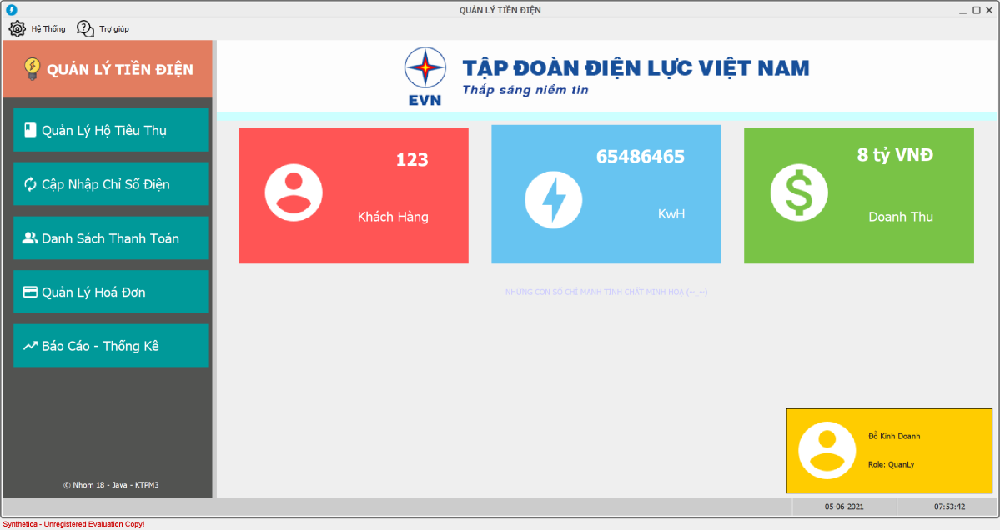 QUẢN LÝ TIỀN ĐIỆN
Hệ Thống
Trợ giúp
QUẢN LÝ TIỀN ĐIỆN
EVN
TẬP ĐOÀN ĐIỆN LỰC VIỆT NAM
Thắp sáng niềm tin
Quản Lý Hộ Tiêu Thụ
Cập Nhập Chỉ Số Điện
Danh Sách Thanh Toán
Quản Lý Hoá Đơn
Báo Cáo - Thống Kê
123
Khách Hàng
65486465
KwH
8 tỷ VNĐ
Doanh Thu
NHỮNG CON SỐ CHỈ MANH TÍNH CHẤT MINH HOẠ (~_~)
Đỗ Kinh Doanh
Role: QuanLy
© Nhom 18 - Java - KTPM3
05-06-2021
07:53:42
Synthetica - Unregistered Evaluation Copy!